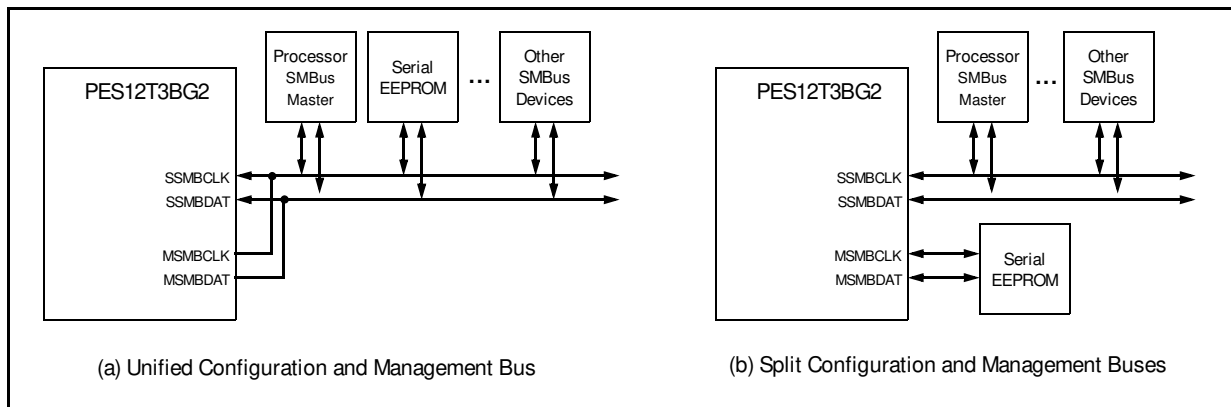 PES12T3BG2
Processor
SMBus
Master
Serial
EEPROM
...
Other
SMBus
Devices
SSMBCLK
SSMBDAT
MSMBCLK
MSMBDAT
(a) Unified Configuration and Management Bus
PES12T3BG2
Processor
SMBus
Master
...
Other
SMBus
Devices
SSMBCLK
SSMBDAT
MSMBCLK
MSMBDAT
Serial
EEPROM
(b) Split Configuration and Management Buses